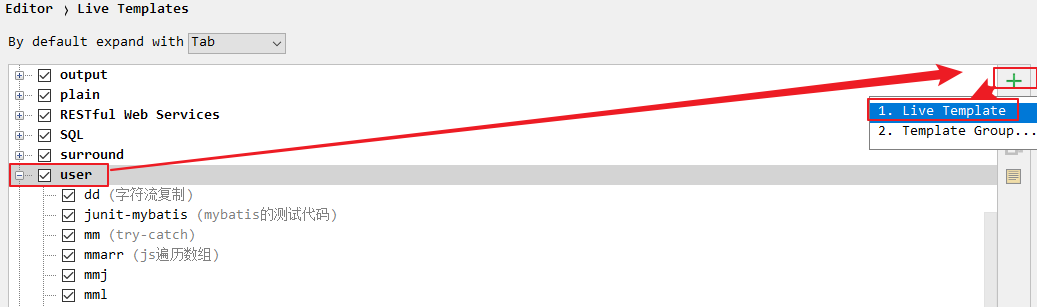 Editor › Live Templates
By default expand with Tab
output
plain
RESTful Web Services
SQL
surround
user
dd (字符流复制)
junit-mybatis (mybatis的测试代码)
mm (try-catch)
mmarr (js遍历数组)
mmj
mml
1. Live Template
2. Template Group...